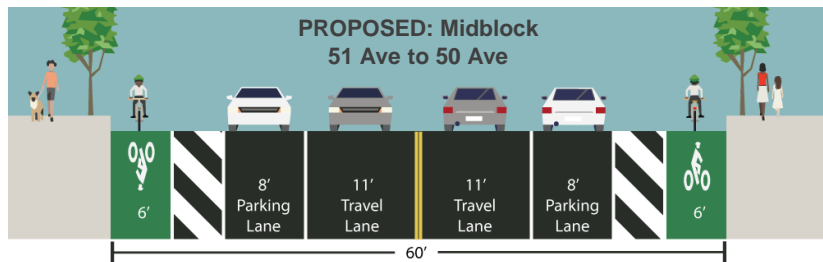 PROPOSED: Midblock
51 Ave to 50 Ave
6′
8′
Parking
Lane
11′
Travel
Lane
11′
Travel
Lane
8′
Parking
Lane
6′
60′